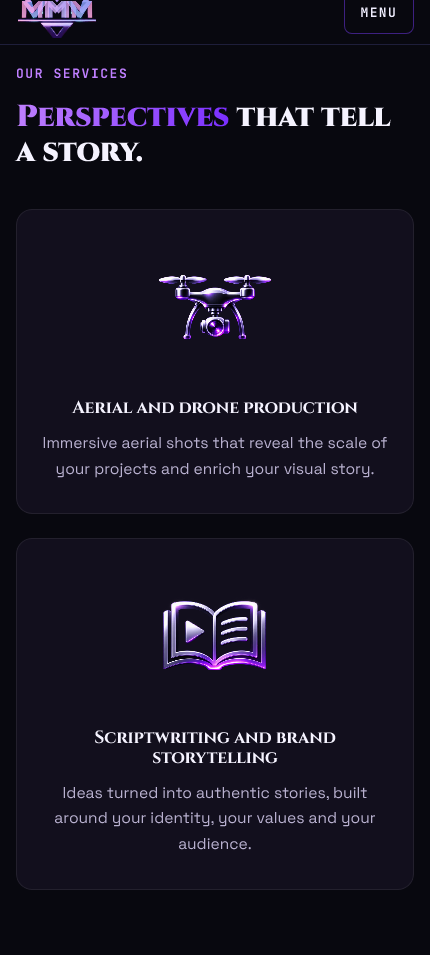 MMM
MENU
OUR SERVICES
Perspectives that tell
a story.
Aerial and drone production
Immersive aerial shots that reveal the scale of
your projects and enrich your visual story.
Scriptwriting and brand
storytelling
Ideas turned into authentic stories, built
around your identity, your values and your
audience.